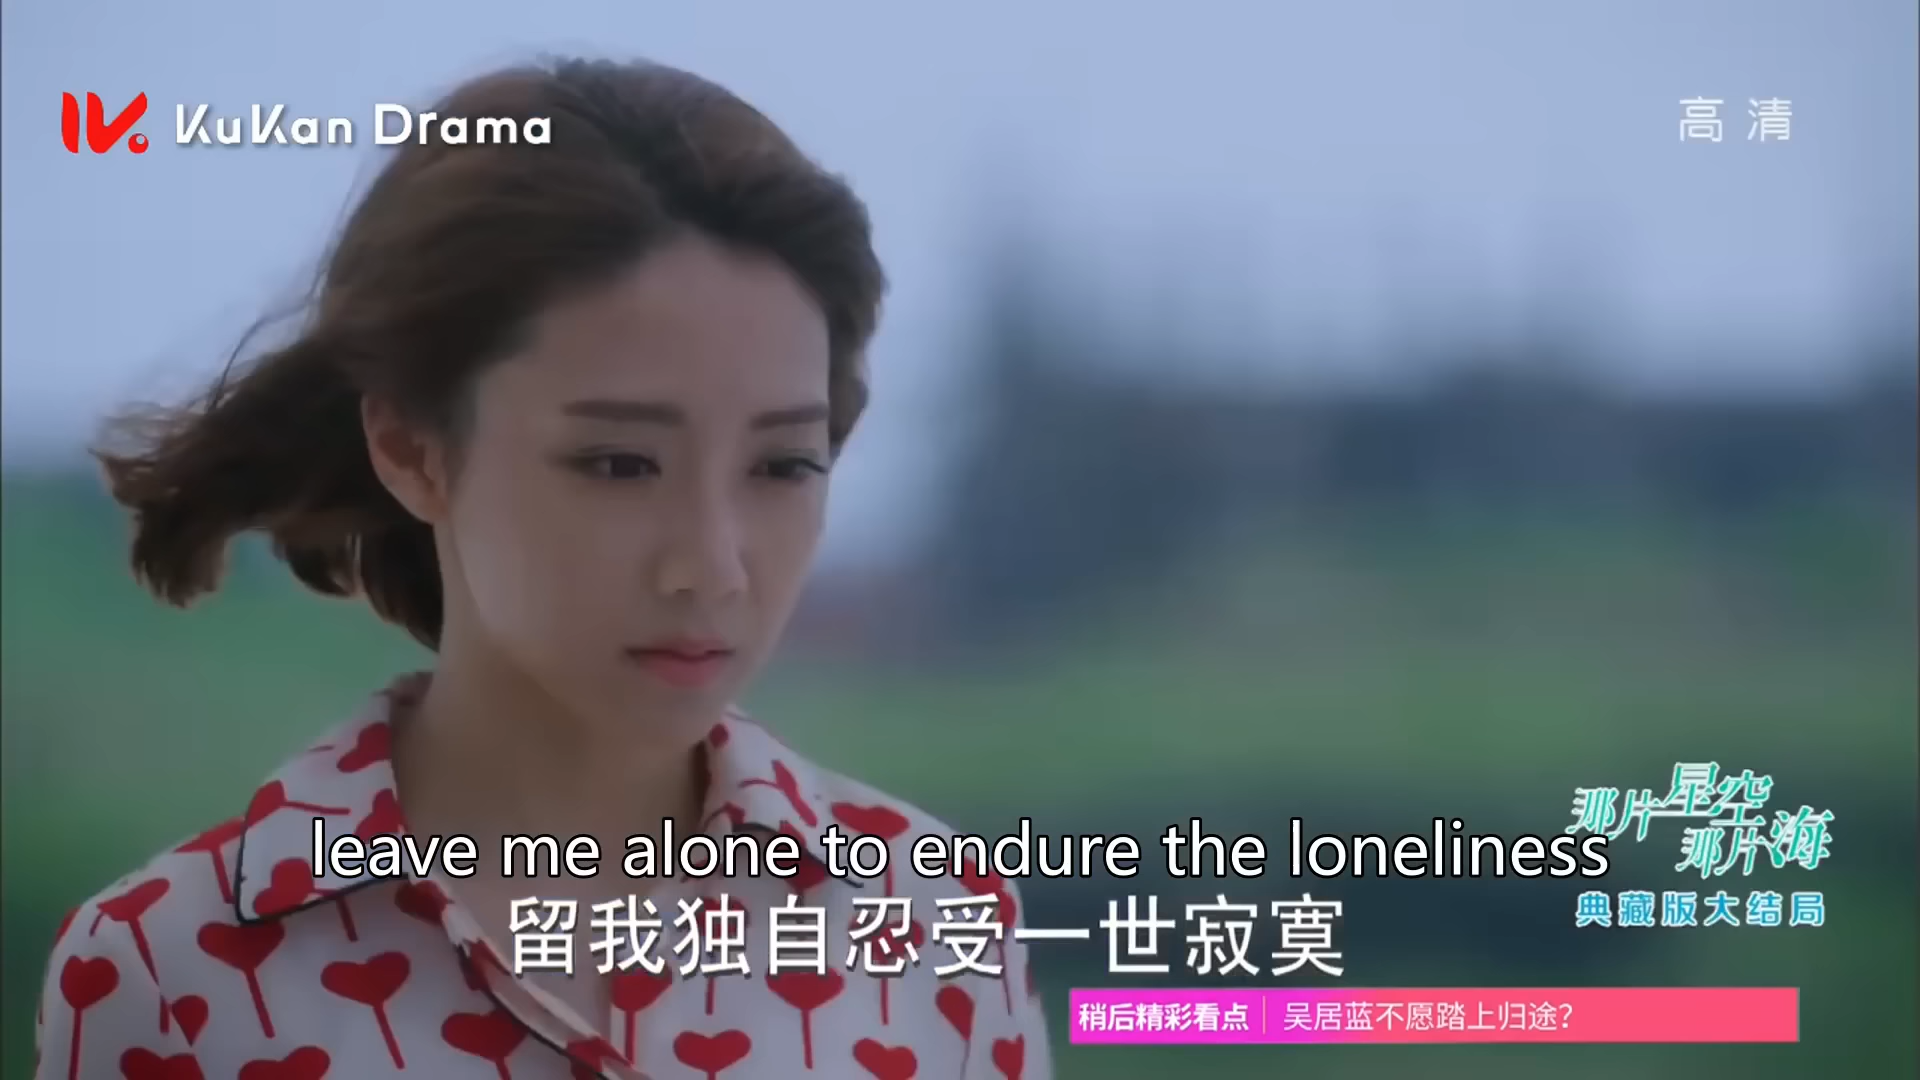 KuKan Drama
高清
那片星空
那片海
典藏版大结局
leave me alone to endure the loneliness
留我独自忍受一世寂寞
稍后精彩看点 吴居蓝不愿踏上归途?